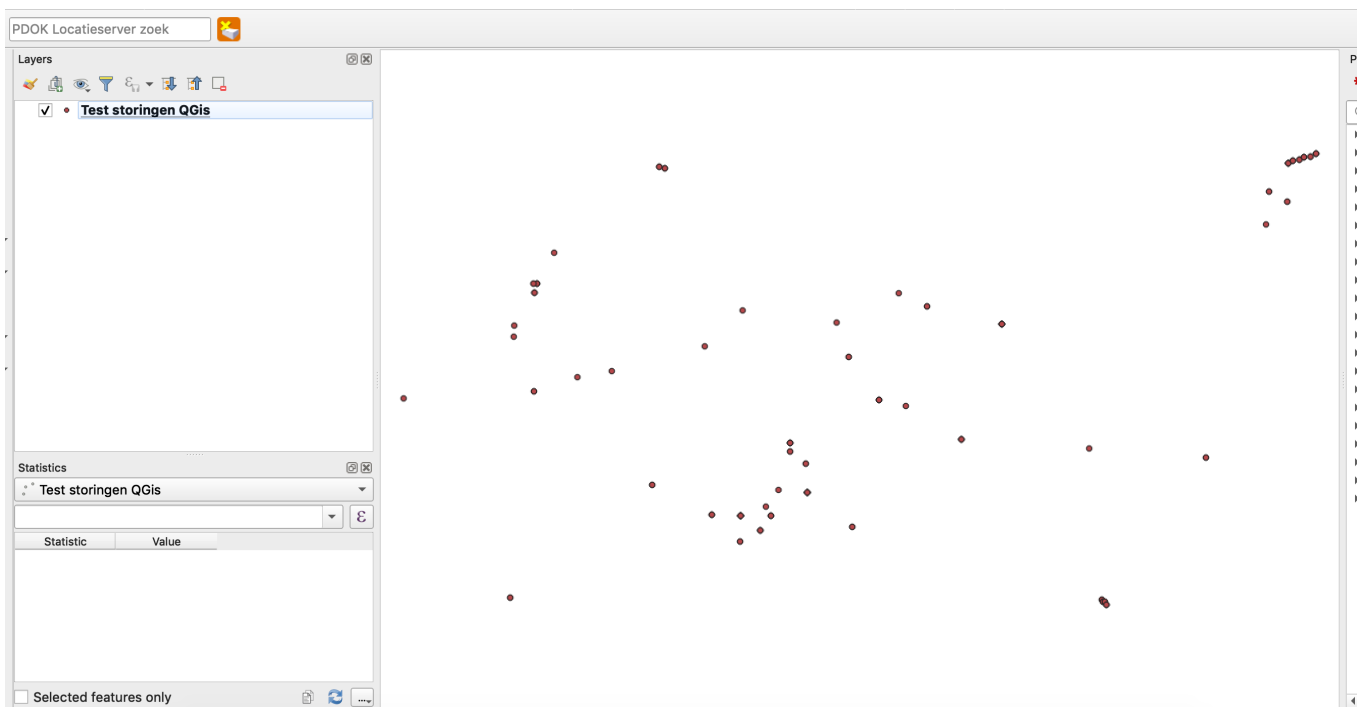 PDOK Locatieserver zoek
Layers
Test storingen QGis
Statistics
Test storingen QGis
ε
Statistic Value
Selected features only
...
P